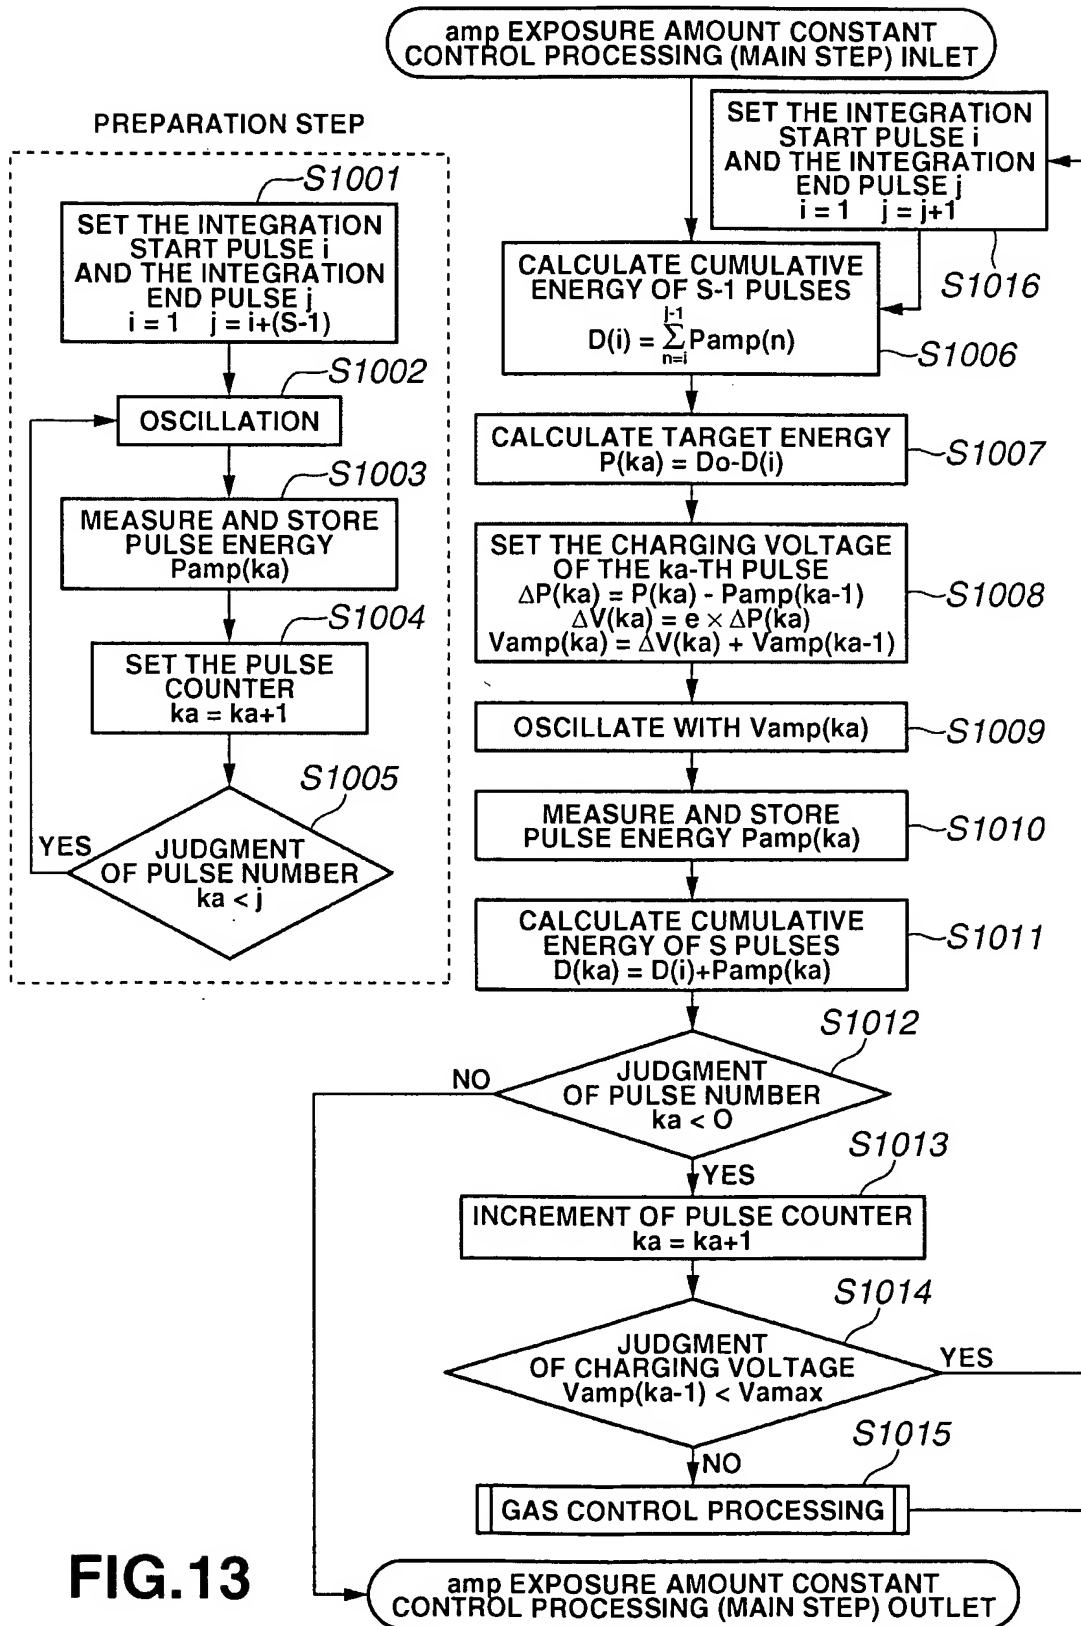 PREPARATION STEP
S1001
SET THE INTEGRATION
START PULSE i
AND THE INTEGRATION
END PULSE j
i = 1 j = i+(S-1)
S1002
OSCILLATION
S1003
MEASURE AND STORE
PULSE ENERGY
Pamp(ka)
S1004
SET THE PULSE
COUNTER
ka = ka+1
S1005
JUDGMENT
OF PULSE NUMBER
ka < j
YES
amp EXPOSURE AMOUNT CONSTANT
CONTROL PROCESSING (MAIN STEP) INLET
SET THE INTEGRATION
START PULSE i
AND THE INTEGRATION
END PULSE j
i = 1 j = j+1
S1016
CALCULATE CUMULATIVE
ENERGY OF S-1 PULSES
D(i) = j-1 Σ n=i Pamp(n)
S1006
CALCULATE TARGET ENERGY
P(ka) = Do-D(i)
S1007
SET THE CHARGING VOLTAGE
OF THE ka-TH PULSE
ΔP(ka) = P(ka) - Pamp(ka-1)
ΔV(ka) = e × ΔP(ka)
Vamp(ka) = ΔV(ka) + Vamp(ka-1)
S1008
OSCILLATE WITH Vamp(ka)
S1009
MEASURE AND STORE
PULSE ENERGY Pamp(ka)
S1010
CALCULATE CUMULATIVE
ENERGY OF S PULSES
D(ka) = D(i)+Pamp(ka)
S1011
S1012
JUDGMENT
OF PULSE NUMBER
ka < O
NO
YES
S1013
INCREMENT OF PULSE COUNTER
ka = ka+1
S1014
JUDGMENT
OF CHARGING VOLTAGE
Vamp(ka-1) < Vamax
YES
NO
S1015
GAS CONTROL PROCESSING
amp EXPOSURE AMOUNT CONSTANT
CONTROL PROCESSING (MAIN STEP) OUTLET
FIG.13